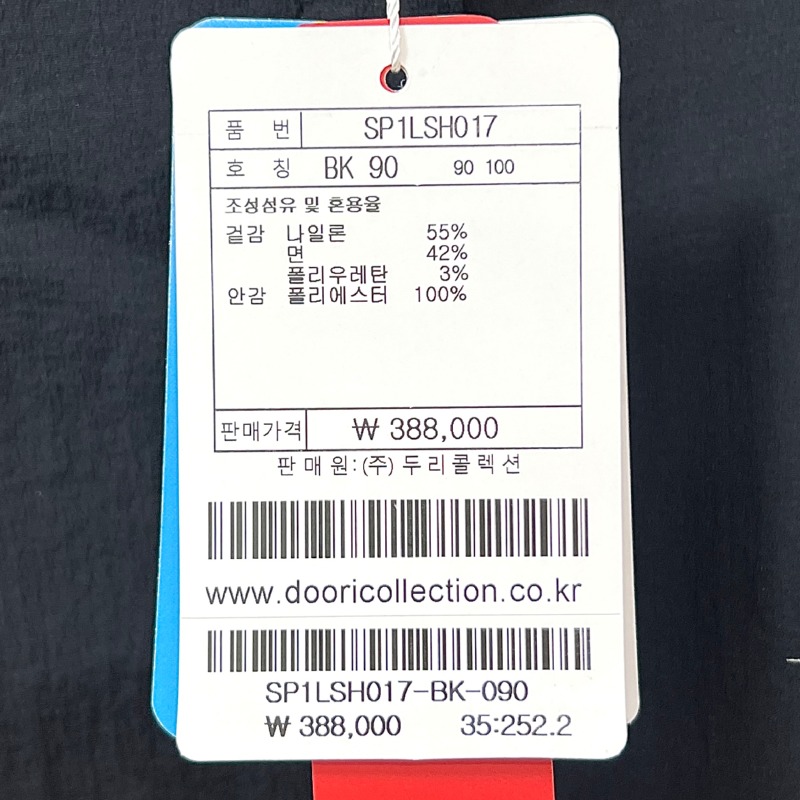 품 번 SP1LSH017
호 칭 BK 90 90 100
조성섬유 및 혼용율
겉감 나일론 55%
면 42%
폴리우레탄 3%
안감 폴리에스터 100%
판매가격 ₩ 388,000
판 매 원:(주) 두 리 콜 렉 션
www.dooricollection.co.kr
SP1LSH017-BK-090
₩ 388,000 35:252.2